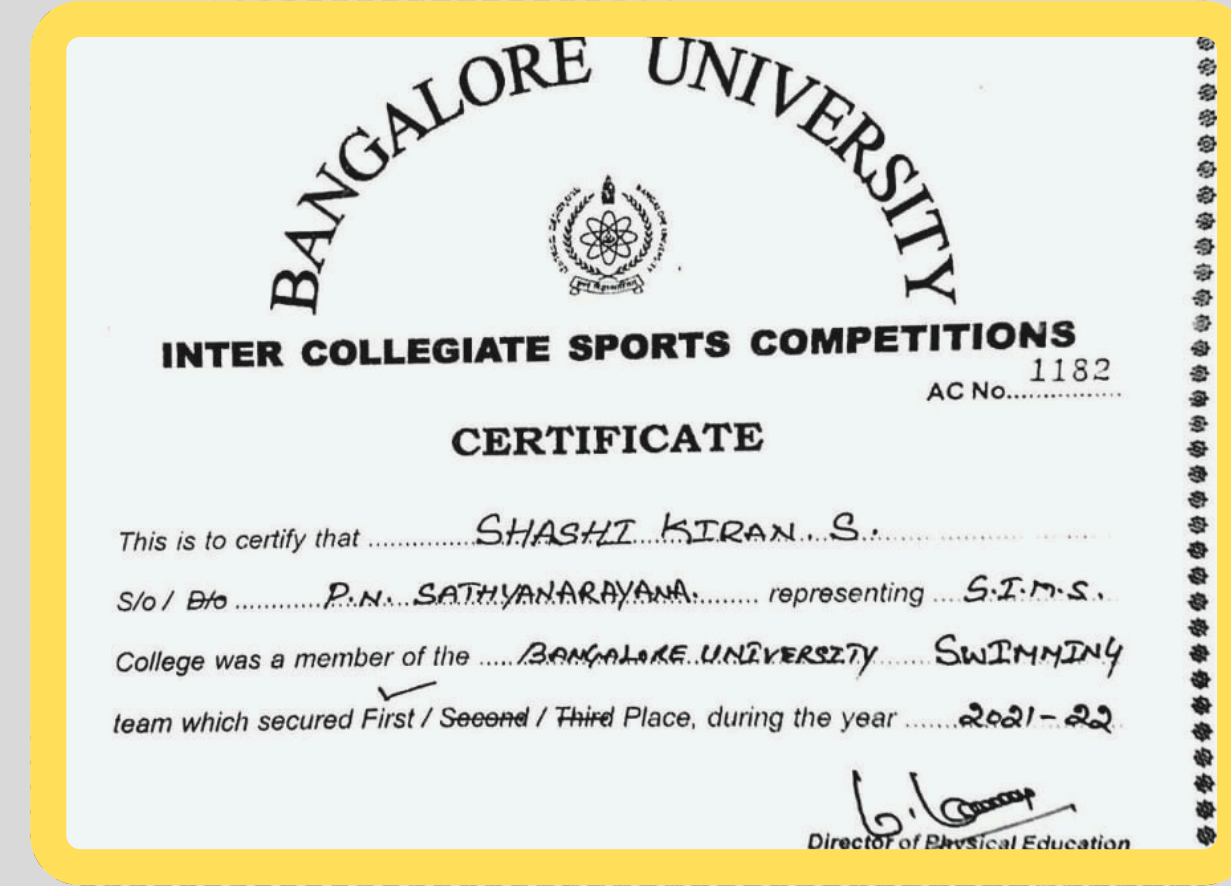 BANGALORE UNIVERSITY
INTER COLLEGIATE SPORTS COMPETITIONS
AC No................ 1182
CERTIFICATE
This is to certify that SHASHI KIRAN. S.
S/o / D/o P.N. SATHYANARAYANA. representing S.I.M.S.
College was a member of the BANGALORE UNIVERSITY SWIMMING
team which secured First / Second / Third Place, during the year 2021-22
Director of Physical Education